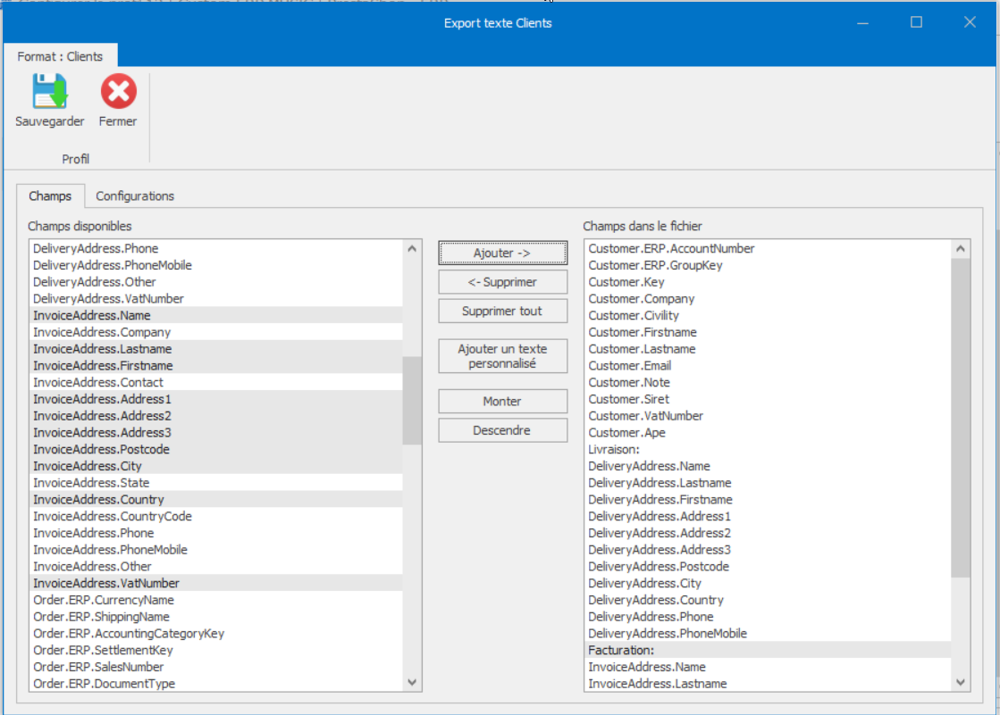 Export texte Clients
Format : Clients
Sauvegarder
Fermer
Profil
Champs
Configurations
Champs disponibles
DeliveryAddress.Phone
DeliveryAddress.PhoneMobile
DeliveryAddress.Other
DeliveryAddress.VatNumber
InvoiceAddress.Name
InvoiceAddress.Company
InvoiceAddress.Lastname
InvoiceAddress.Firstname
InvoiceAddress.Contact
InvoiceAddress.Address1
InvoiceAddress.Address2
InvoiceAddress.Address3
InvoiceAddress.Postcode
InvoiceAddress.City
InvoiceAddress.State
InvoiceAddress.Country
InvoiceAddress.CountryCode
InvoiceAddress.Phone
InvoiceAddress.PhoneMobile
InvoiceAddress.Other
InvoiceAddress.VatNumber
Order.ERP.CurrencyName
Order.ERP.ShippingName
Order.ERP.AccountingCategoryKey
Order.ERP.SettlementKey
Order.ERP.SalesNumber
Order.ERP.DocumentType
Ajouter ->
<- Supprimer
Supprimer tout
Ajouter un texte
personnalisé
Monter
Descendre
Champs dans le fichier
Customer.ERP.AccountNumber
Customer.ERP.GroupKey
Customer.Key
Customer.Company
Customer.Civility
Customer.Firstname
Customer.Lastname
Customer.Email
Customer.Note
Customer.Siret
Customer.VatNumber
Customer.Ape
Livraison:
DeliveryAddress.Name
DeliveryAddress.Lastname
DeliveryAddress.Firstname
DeliveryAddress.Address1
DeliveryAddress.Address2
DeliveryAddress.Address3
DeliveryAddress.Postcode
DeliveryAddress.City
DeliveryAddress.Country
DeliveryAddress.Phone
DeliveryAddress.PhoneMobile
Facturation:
InvoiceAddress.Name
InvoiceAddress.Lastname